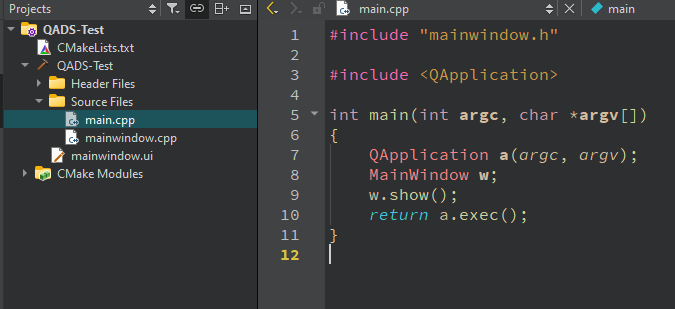 Projects
QADS-Test
CMakeLists.txt
QADS-Test
Header Files
Source Files
main.cpp
mainwindow.cpp
mainwindow.ui
CMake Modules
main.cpp
main
1 #include "mainwindow.h"
2
3 #include <QApplication>
4
5 int main(int argc, char *argv[])
6 {
7 QApplication a(argc, argv);
8 MainWindow w;
9 w.show();
10 return a.exec();
11 }
12